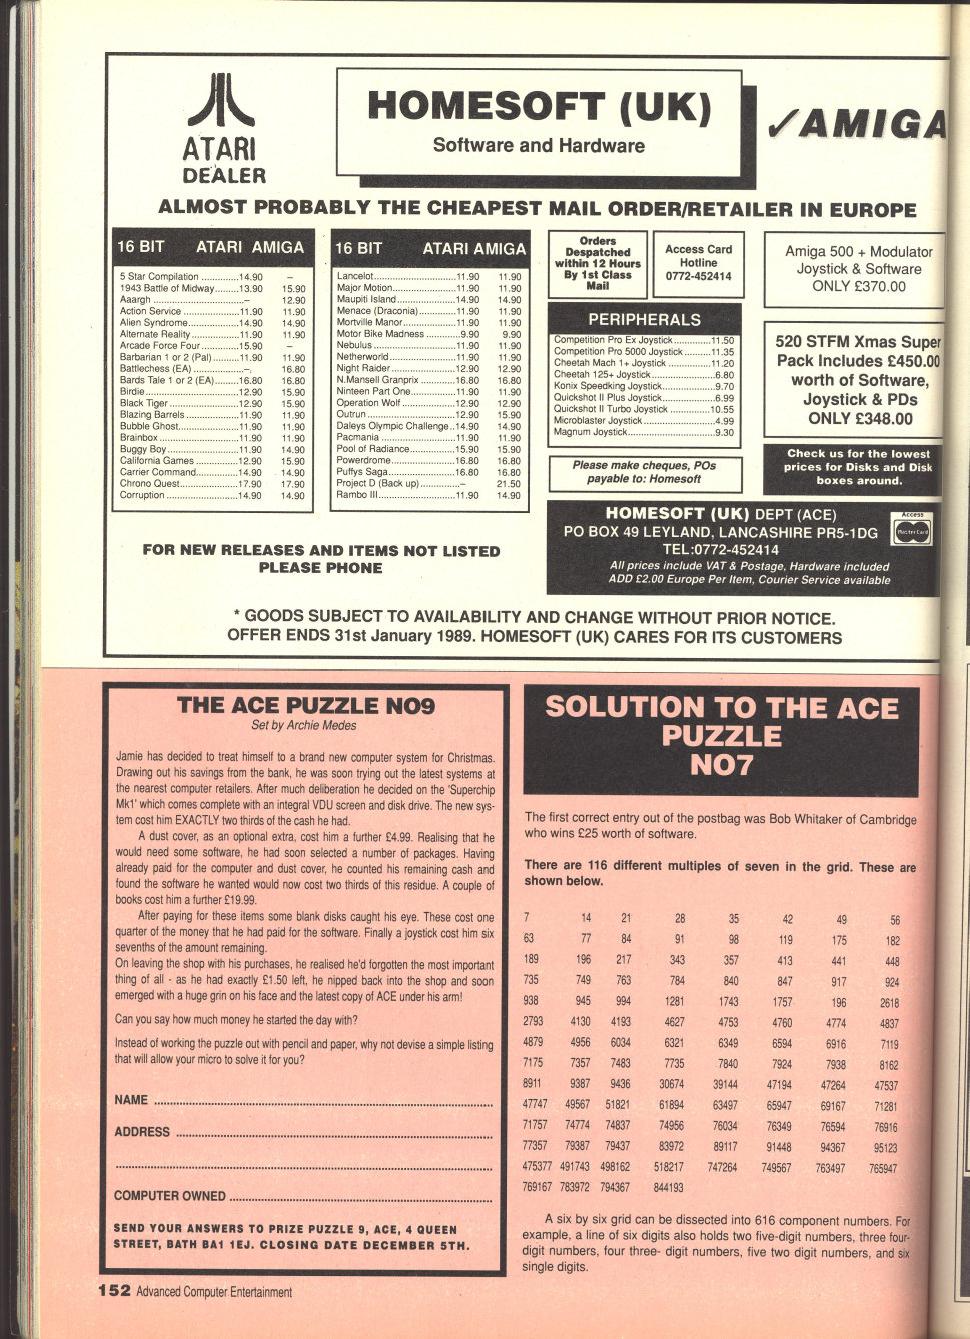 ATARI
DEALER
HOMESOFT (UK)
Software and Hardware
✓AMIGA
ALMOST PROBABLY THE CHEAPEST MAIL ORDER/RETAILER IN EUROPE
16 BIT ATARI AMIGA
5 Star Compilation ............14.90 –
1943 Battle of Midway........13.90 15.90
Aaargh ..............................– 12.90
Action Service ..................11.90 11.90
Alien Syndrome.................14.90 14.90
Alternate Reality ................11.90 11.90
Arcade Force Four............15.90 –
Barbarian 1 or 2 (Pal) ........11.90 11.90
Battlechess (EA) ................–. 16.80
Bards Tale 1 or 2 (EA)........16.80 16.80
Birdie.................................12.90 15.90
Black Tiger........................12.90 15.90
Blazing Barrels..................11.90 11.90
Bubble Ghost....................11.90 11.90
Brainbox ...........................11.90 11.90
Buggy Boy ........................11.90 14.90
California Games ..............12.90 15.90
Carrier Command..............14.90 14.90
Chrono Quest....................17.90 17.90
Corruption .........................14.90 14.90
16 BIT ATARI AMIGA
Lancelot............................11.90 11.90
Major Motion.....................11.90 11.90
Maupiti Island....................14.90 14.90
Menace (Draconia)............11.90 11.90
Mortville Manor..................11.90 11.90
Motor Bike Madness ..........9.90 9.90
Nebulus ............................11.90 11.90
Netherworld......................11.90 11.90
Night Raider......................12.90 12.90
N.Mansell Granprix ...........16.80 16.80
Ninteen Part One...............11.90 11.90
Operation Wolf ..................12.90 12.90
Outrun...............................12.90 15.90
Daleys Olympic Challenge..14.90 14.90
Pacmania ..........................11.90 11.90
Pool of Radiance................15.90 15.90
Powerdrome......................16.80 16.80
Puffys Saga.......................16.80 16.80
Project D (Back up) .............– 21.50
Rambo III...........................11.90 14.90
Orders
Despatched
within 12 Hours
By 1st Class
Mail
Access Card
Hotline
0772-452414
PERIPHERALS
Competition Pro Ex Joystick............11.50
Competition Pro 5000 Joystick........11.35
Cheetah Mach 1+ Joystick ..............11.20
Cheetah 125+ Joystick.....................6.80
Konix Speedking Joystick.................9.70
Quickshot II Plus Joystick.................6.99
Quickshot II Turbo Joystick ............10.55
Microblaster Joystick........................4.99
Magnum Joystick..............................9.30
Please make cheques, POs
payable to: Homesoft
Amiga 500 + Modulator
Joystick & Software
ONLY £370.00
520 STFM Xmas Super
Pack Includes £450.00
worth of Software,
Joystick & PDs
ONLY £348.00
Check us for the lowest
prices for Disks and Disk
boxes around.
HOMESOFT (UK) DEPT (ACE)
PO BOX 49 LEYLAND, LANCASHIRE PR5-1DG
TEL:0772-452414
All prices include VAT & Postage, Hardware included
ADD £2.00 Europe Per Item, Courier Service available
Access
MasterCard
FOR NEW RELEASES AND ITEMS NOT LISTED
PLEASE PHONE
* GOODS SUBJECT TO AVAILABILITY AND CHANGE WITHOUT PRIOR NOTICE.
OFFER ENDS 31st January 1989. HOMESOFT (UK) CARES FOR ITS CUSTOMERS
THE ACE PUZZLE NO9
Set by Archie Medes
Jamie has decided to treat himself to a brand new computer system for Christmas.
Drawing out his savings from the bank, he was soon trying out the latest systems at
the nearest computer retailers. After much deliberation he decided on the 'Superchip
Mk1' which comes complete with an integral VDU screen and disk drive. The new sys-
tem cost him EXACTLY two thirds of the cash he had.
A dust cover, as an optional extra, cost him a further £4.99. Realising that he
would need some software, he had soon selected a number of packages. Having
already paid for the computer and dust cover, he counted his remaining cash and
found the software he wanted would now cost two thirds of this residue. A couple of
books cost him a further £19.99.
After paying for these items some blank disks caught his eye. These cost one
quarter of the money that he had paid for the software. Finally a joystick cost him six
sevenths of the amount remaining.
On leaving the shop with his purchases, he realised he'd forgotten the most important
thing of all - as he had exactly £1.50 left, he nipped back into the shop and soon
emerged with a huge grin on his face and the latest copy of ACE under his arm!
Can you say how much money he started the day with?
Instead of working the puzzle out with pencil and paper, why not devise a simple listing
that will allow your micro to solve it for you?
NAME ....................
ADDRESS ....................
....................
COMPUTER OWNED ....................
SEND YOUR ANSWERS TO PRIZE PUZZLE 9, ACE, 4 QUEEN
STREET, BATH BA1 1EJ. CLOSING DATE DECEMBER 5TH.
SOLUTION TO THE ACE
PUZZLE
NO7
The first correct entry out of the postbag was Bob Whitaker of Cambridge
who wins £25 worth of software.
There are 116 different multiples of seven in the grid. These are
shown below.
7 14 21 28 35 42 49 56
63 77 84 91 98 119 175 182
189 196 217 343 357 413 441 448
735 749 763 784 840 847 917 924
938 945 994 1281 1743 1757 196 2618
2793 4130 4193 4627 4753 4760 4774 4837
4879 4956 6034 6321 6349 6594 6916 7119
7175 7357 7483 7735 7840 7924 7938 8162
8911 9387 9436 30674 39144 47194 47264 47537
47747 49567 51821 61894 63497 65947 69167 71281
71757 74774 74837 74956 76034 76349 76594 76916
77357 79387 79437 83972 89117 91448 94367 95123
475377 491743 498162 518217 747264 749567 763497 765947
769167 783972 794367 844193
A six by six grid can be dissected into 616 component numbers. For
example, a line of six digits also holds two five-digit numbers, three four-
digit numbers, four three- digit numbers, five two digit numbers, and six
single digits.
152 Advanced Computer Entertainment